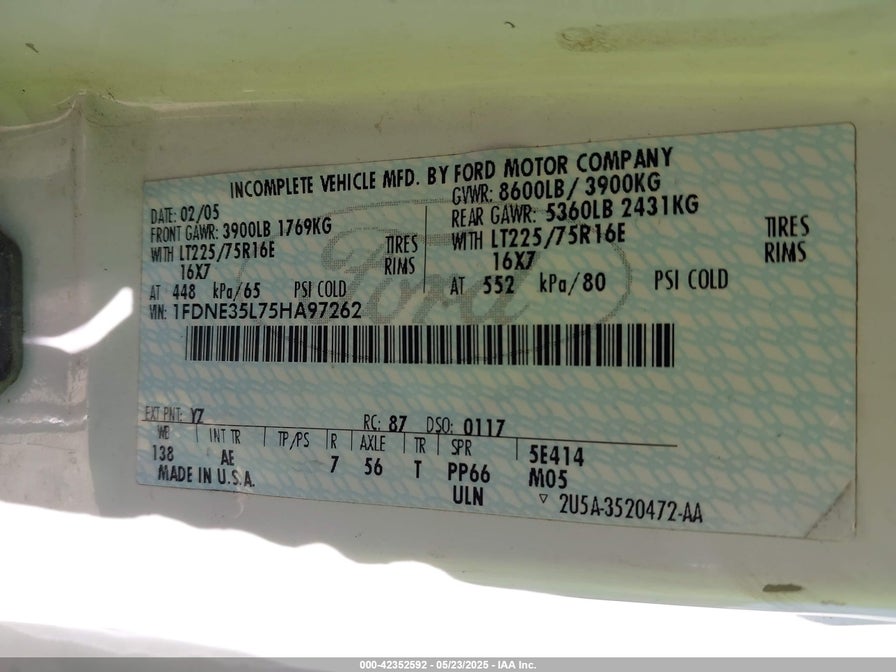 INCOMPLETE VEHICLE MFD. BY FORD MOTOR COMPANY
DATE: 02/05 GVWR: 8600LB/ 3900KG
FRONT GAWR: 3900LB 1769KG REAR GAWR: 5360LB 2431KG
WITH LT225/75R16E TIRES WITH LT225/75R16E TIRES
16X7 RIMS 16X7 RIMS
AT 448 kPa/65 PSI COLD AT 552 kPa/80 PSI COLD
VIN: 1FDNE35L75HA97262
Ford
EXT PNT: YZ RC: 87 DSO: 0117
WB INT TR TP/PS R AXLE TR SPR 5E414
138 AE 7 56 T PP66 M05
MADE IN U.S.A. ULN 2U5A-3520472-AA
000-42352592 - 05/23/2025 - IAA Inc.